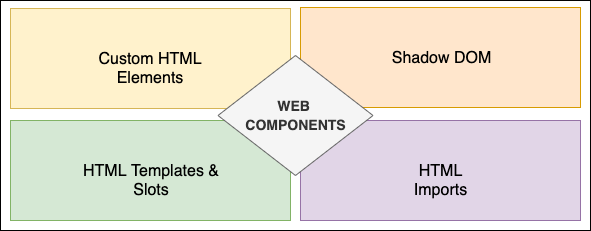 Custom HTML
Elements
Shadow DOM
WEB
COMPONENTS
HTML Templates &
Slots
HTML
Imports